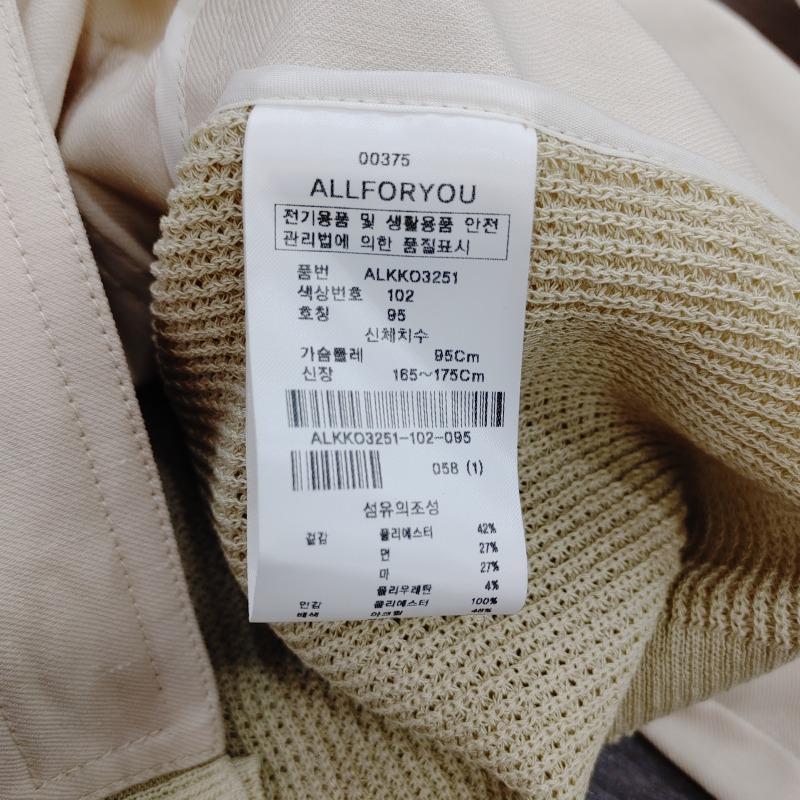 00375
ALLFORYOU
전기용품 및 생활용품 안전
관리법에 의한 품질표시
품번 ALKKO3251
색상번호 102
호칭 95
신체치수
가슴둘레 95Cm
신장 165~175Cm
ALKKO3251-102-095
058 (1)
섬유의조성
겉감 폴리에스터 42%
면 27%
마 27%
폴리우레탄 4%
안감 폴리에스터 100%
배색